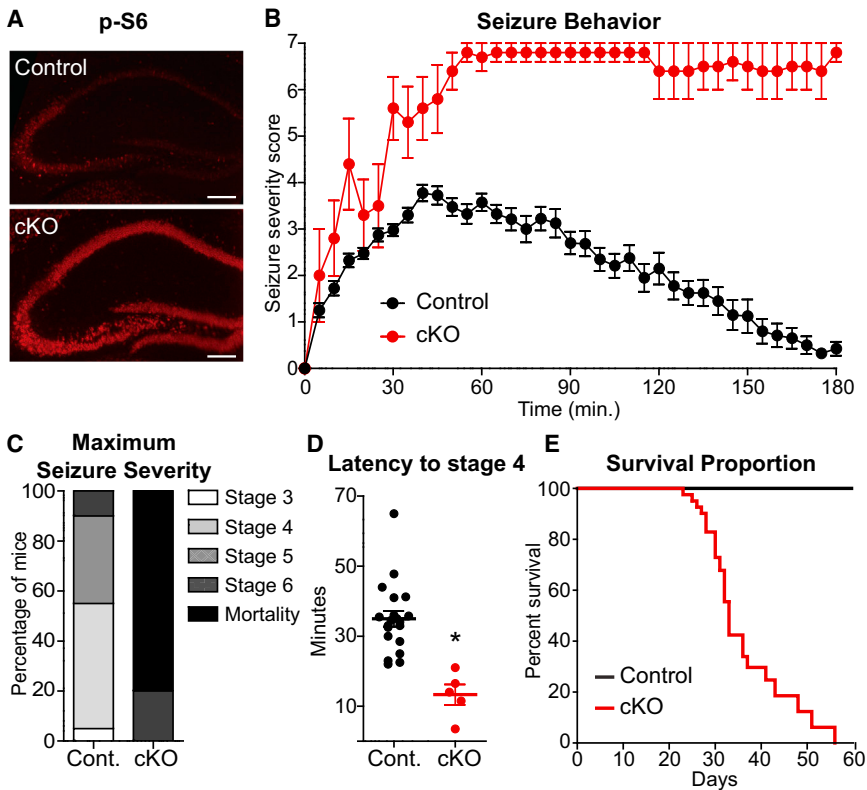 A
p-S6
Control
cKO
B
Seizure Behavior
Seizure severity score
7
6
5
4
3
2
1
0
Control
cKO
0 30 60 90 120 150 180
Time (min.)
C
Maximum
Seizure Severity
Percentage of mice
100
80
60
40
20
0
Cont. cKO
Stage 3
Stage 4
Stage 5
Stage 6
Mortality
D
Latency to stage 4
Minutes
70
50
30
10
*
Cont. cKO
E
Survival Proportion
Percent survival
100
80
60
40
20
0
Control
cKO
0 10 20 30 40 50 60
Days